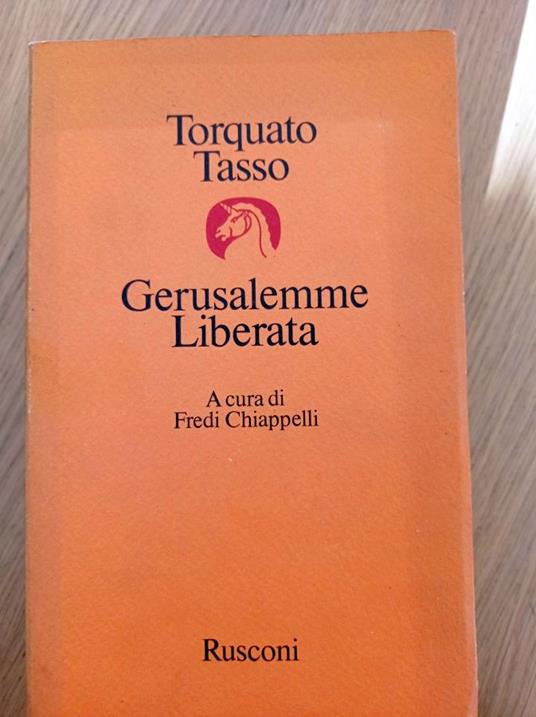 Torquato
Tasso
Gerusalemme
Liberata
A cura di
Fredi Chiappelli
Rusconi